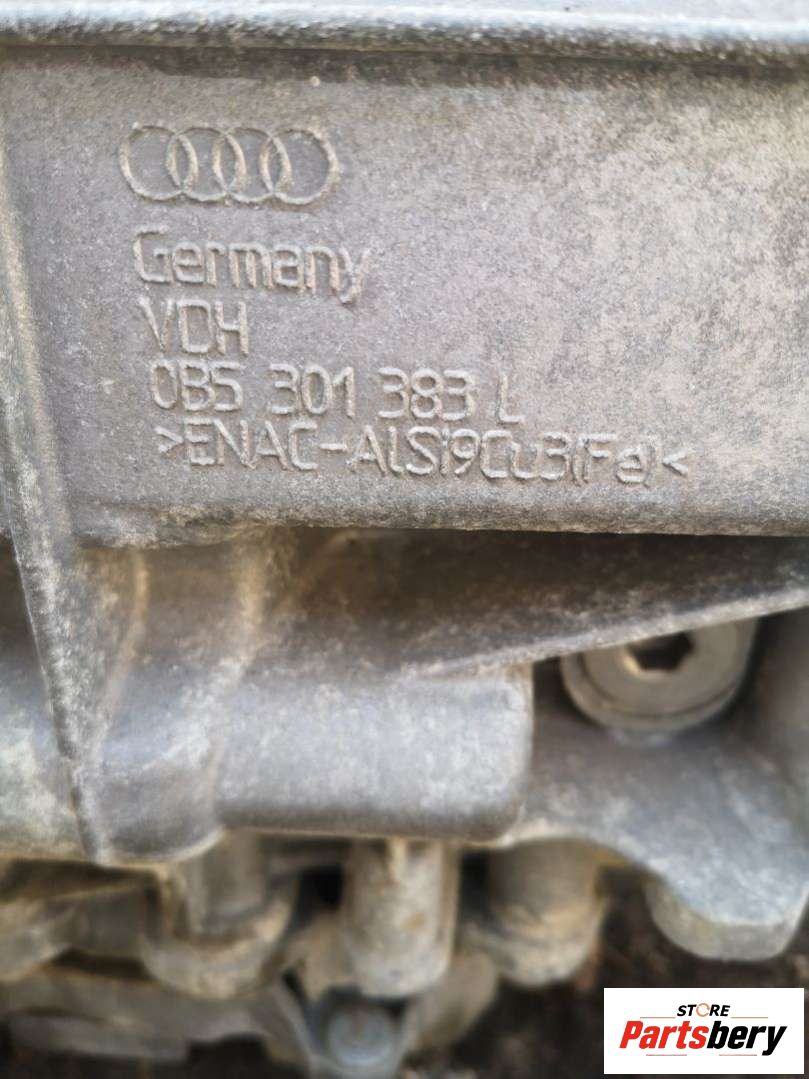 Germany
VDH
0B5 301 383 L
>ENAC-AlSi9Cu3(Fe)<
STORE
Partsbery